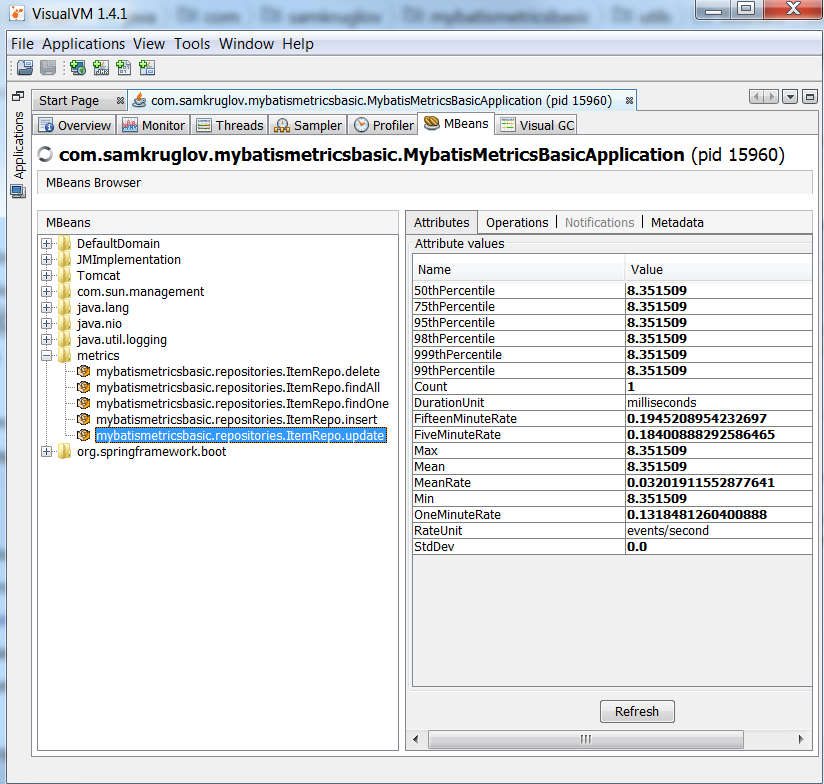 VisualVM 1.4.1
File Applications View Tools Window Help
Start Page com.samkruglov.mybatismetricsbasic.MybatisMetricsBasicApplication (pid 15960)
Applications
Overview Monitor Threads Sampler Profiler MBeans Visual GC
com.samkruglov.mybatismetricsbasic.MybatisMetricsBasicApplication (pid 15960)
MBeans Browser
MBeans
DefaultDomain
JMImplementation
Tomcat
com.sun.management
java.lang
java.nio
java.util.logging
metrics
mybatismetricsbasic.repositories.ItemRepo.delete
mybatismetricsbasic.repositories.ItemRepo.findAll
mybatismetricsbasic.repositories.ItemRepo.findOne
mybatismetricsbasic.repositories.ItemRepo.insert
mybatismetricsbasic.repositories.ItemRepo.update
org.springframework.boot
Attributes Operations Notifications Metadata
Attribute values
Name Value
50thPercentile 8.351509
75thPercentile 8.351509
95thPercentile 8.351509
98thPercentile 8.351509
999thPercentile 8.351509
99thPercentile 8.351509
Count 1
DurationUnit milliseconds
FifteenMinuteRate 0.1945208954232697
FiveMinuteRate 0.18400888292586465
Max 8.351509
Mean 8.351509
MeanRate 0.03201911552877641
Min 8.351509
OneMinuteRate 0.1318481260400888
RateUnit events/second
StdDev 0.0
Refresh